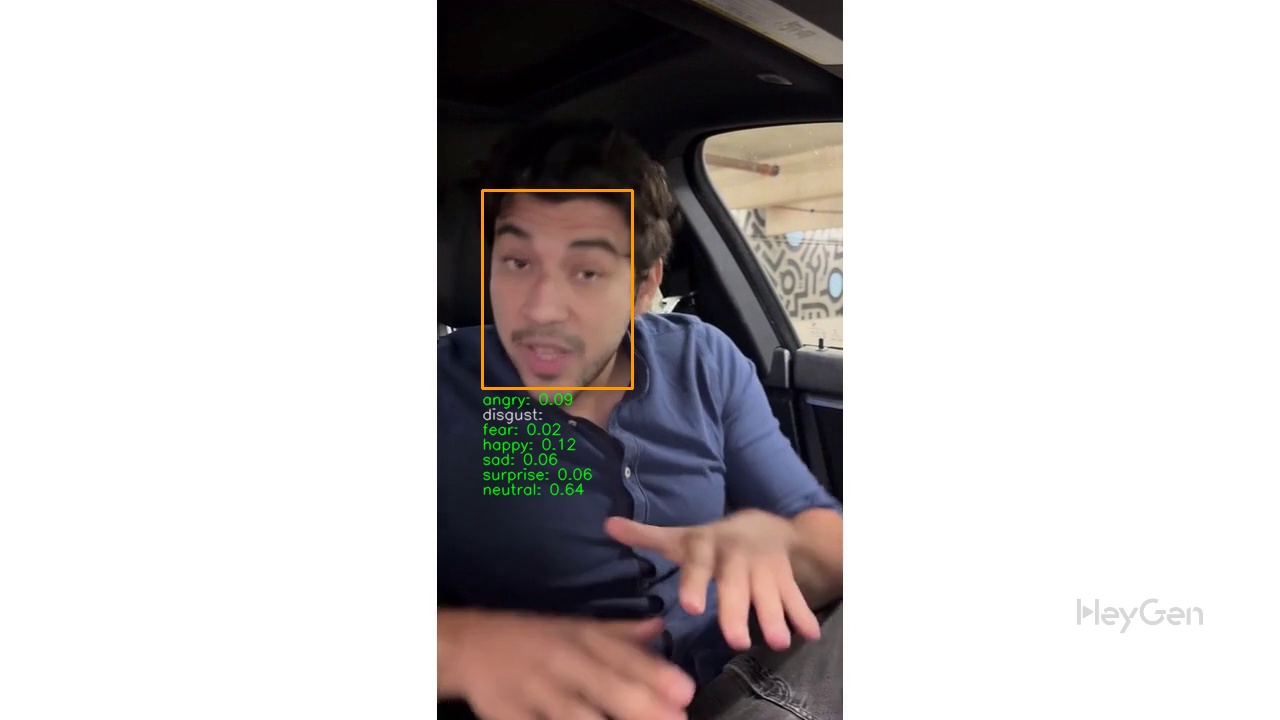 angry: 0.09
disgust:
fear: 0.02
happy: 0.12
sad: 0.06
surprise: 0.06
neutral: 0.64
HeyGen